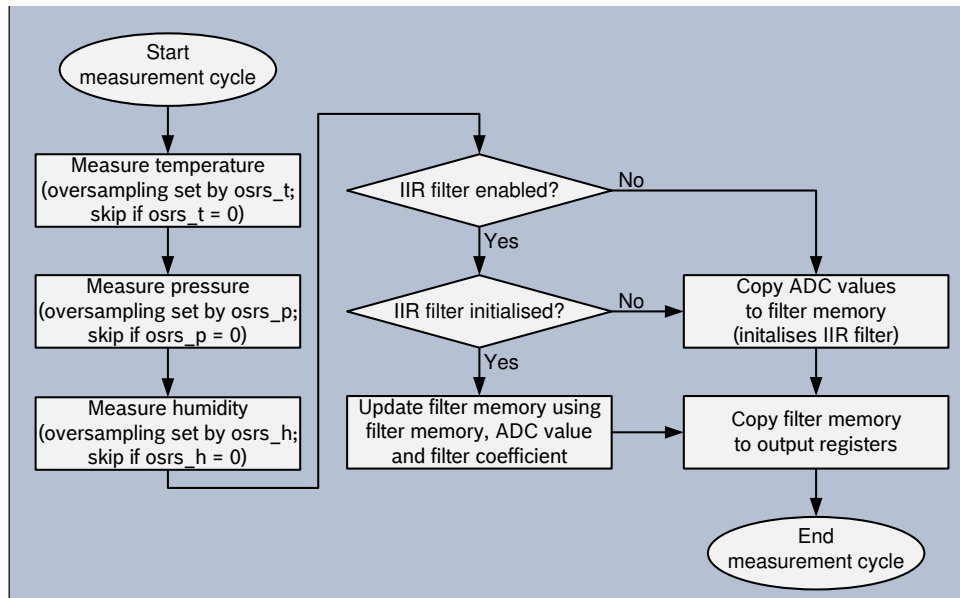 Start
measurement cycle
Measure temperature
(oversampling set by osrs_t;
skip if osrs_t = 0)
Measure pressure
(oversampling set by osrs_p;
skip if osrs_p = 0)
Measure humidity
(oversampling set by osrs_h;
skip if osrs_h = 0)
IIR filter enabled?
No
Yes
IIR filter initialised?
No
Yes
Update filter memory using
filter memory, ADC value
and filter coefficient
Copy ADC values
to filter memory
(initalises IIR filter)
Copy filter memory
to output registers
End
measurement cycle